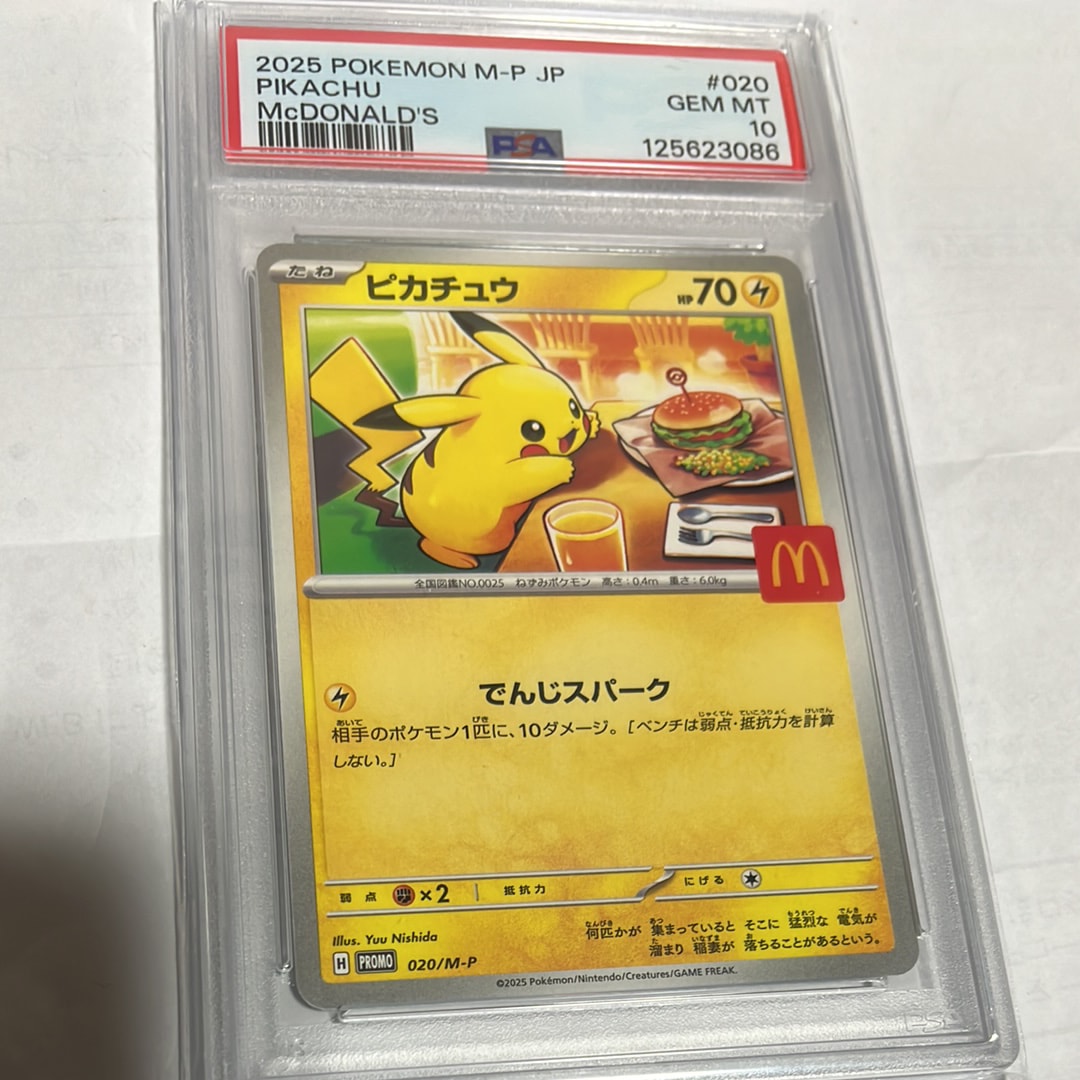 2025 POKEMON M-P JP
#020
PIKACHU
GEM MT
McDONALD'S
10
PSA
125623086
たね
ピカチュウ
HP70
全国図鑑NO.0025 ねずみポケモン 高さ:0.4m 重さ:6.0kg
でんじスパーク
相手のポケモン1匹に、10ダメージ。[ベンチは弱点・抵抗力を計算
しない。]
弱点 ×2 抵抗力 にげる
Illus. Yuu Nishida
何匹かが 集まっていると そこに 猛烈な 電気が
溜まり 稲妻が 落ちることがあるという。
H PROMO 020/M-P
©2025 Pokémon/Nintendo/Creatures/GAME FREAK.